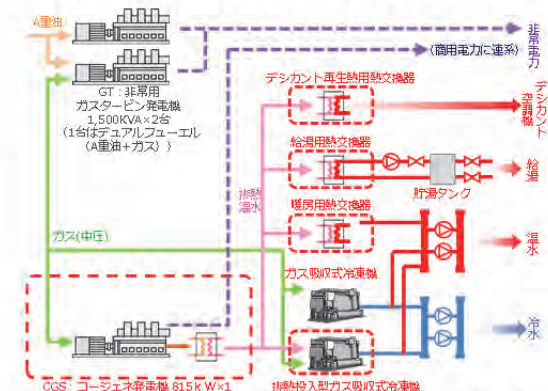 A重油
GT：非常用
ガスタービン発電機
1,500KVA×2台
（1台はデュアルフューエル
（A重油+ガス））
ガス(中圧)
CGS：コージェネ発電機 815kW×1
排熱温水
デシカント再生熱用熱交換器
給湯用熱交換器
貯湯タンク
暖房用熱交換器
ガス吸収式冷凍機
排熱投入型ガス吸収式冷凍機
非常電力
(商用電力に連系)
デシカント
空調機
給湯
温水
冷水